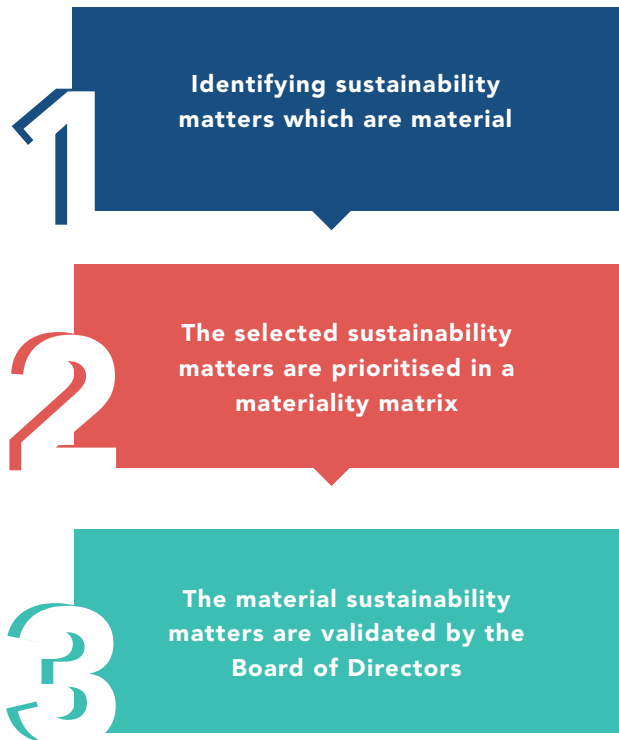 1
Identifying sustainability
matters which are material
2
The selected sustainability
matters are prioritised in a
materiality matrix
3
The material sustainability
matters are validated by the
Board of Directors